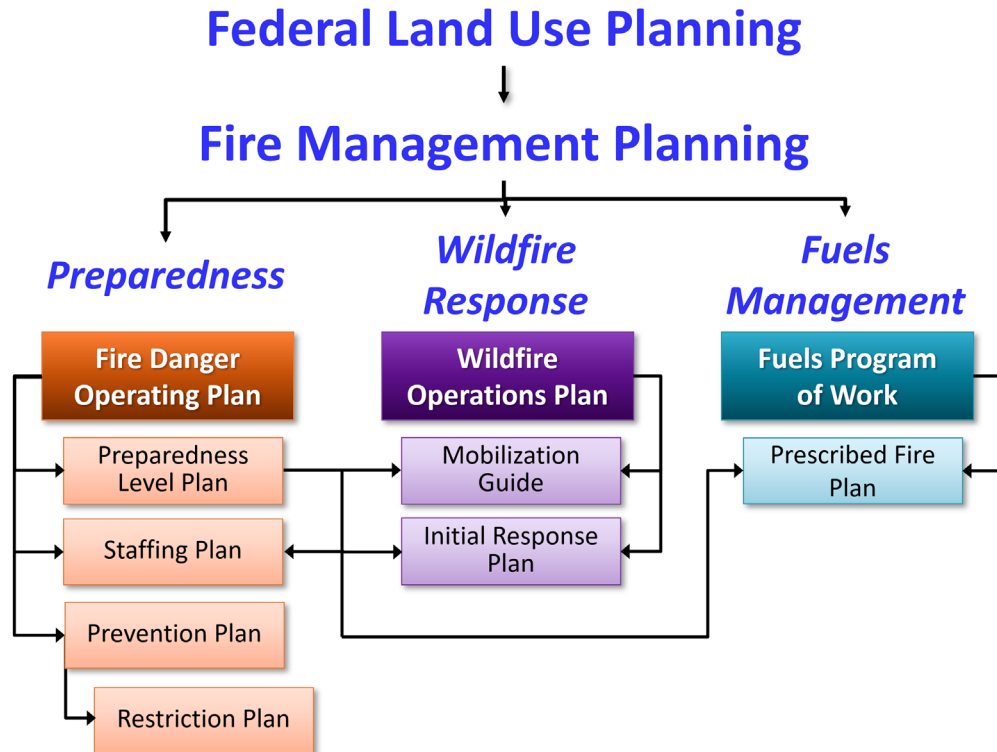 Federal Land Use Planning
Fire Management Planning
Preparedness
Wildfire
Response
Fuels
Management
Fire Danger
Operating Plan
Preparedness
Level Plan
Staffing Plan
Prevention Plan
Restriction Plan
Wildfire
Operations Plan
Mobilization
Guide
Initial Response
Plan
Fuels Program
of Work
Prescribed Fire
Plan